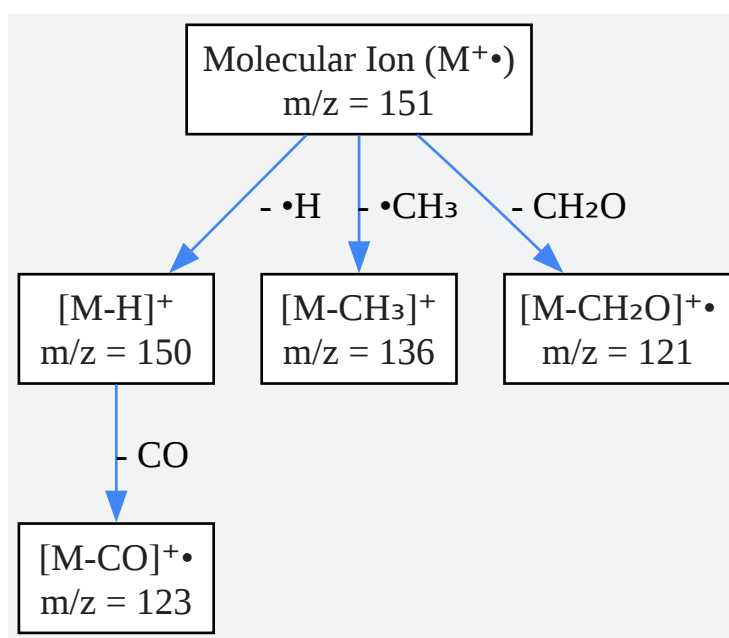 Molecular Ion (M⁺•)
m/z = 151
- •H
- •CH₃
- CH₂O
[M-H]⁺
m/z = 150
[M-CH₃]⁺
m/z = 136
[M-CH₂O]⁺•
m/z = 121
- CO
[M-CO]⁺•
m/z = 123